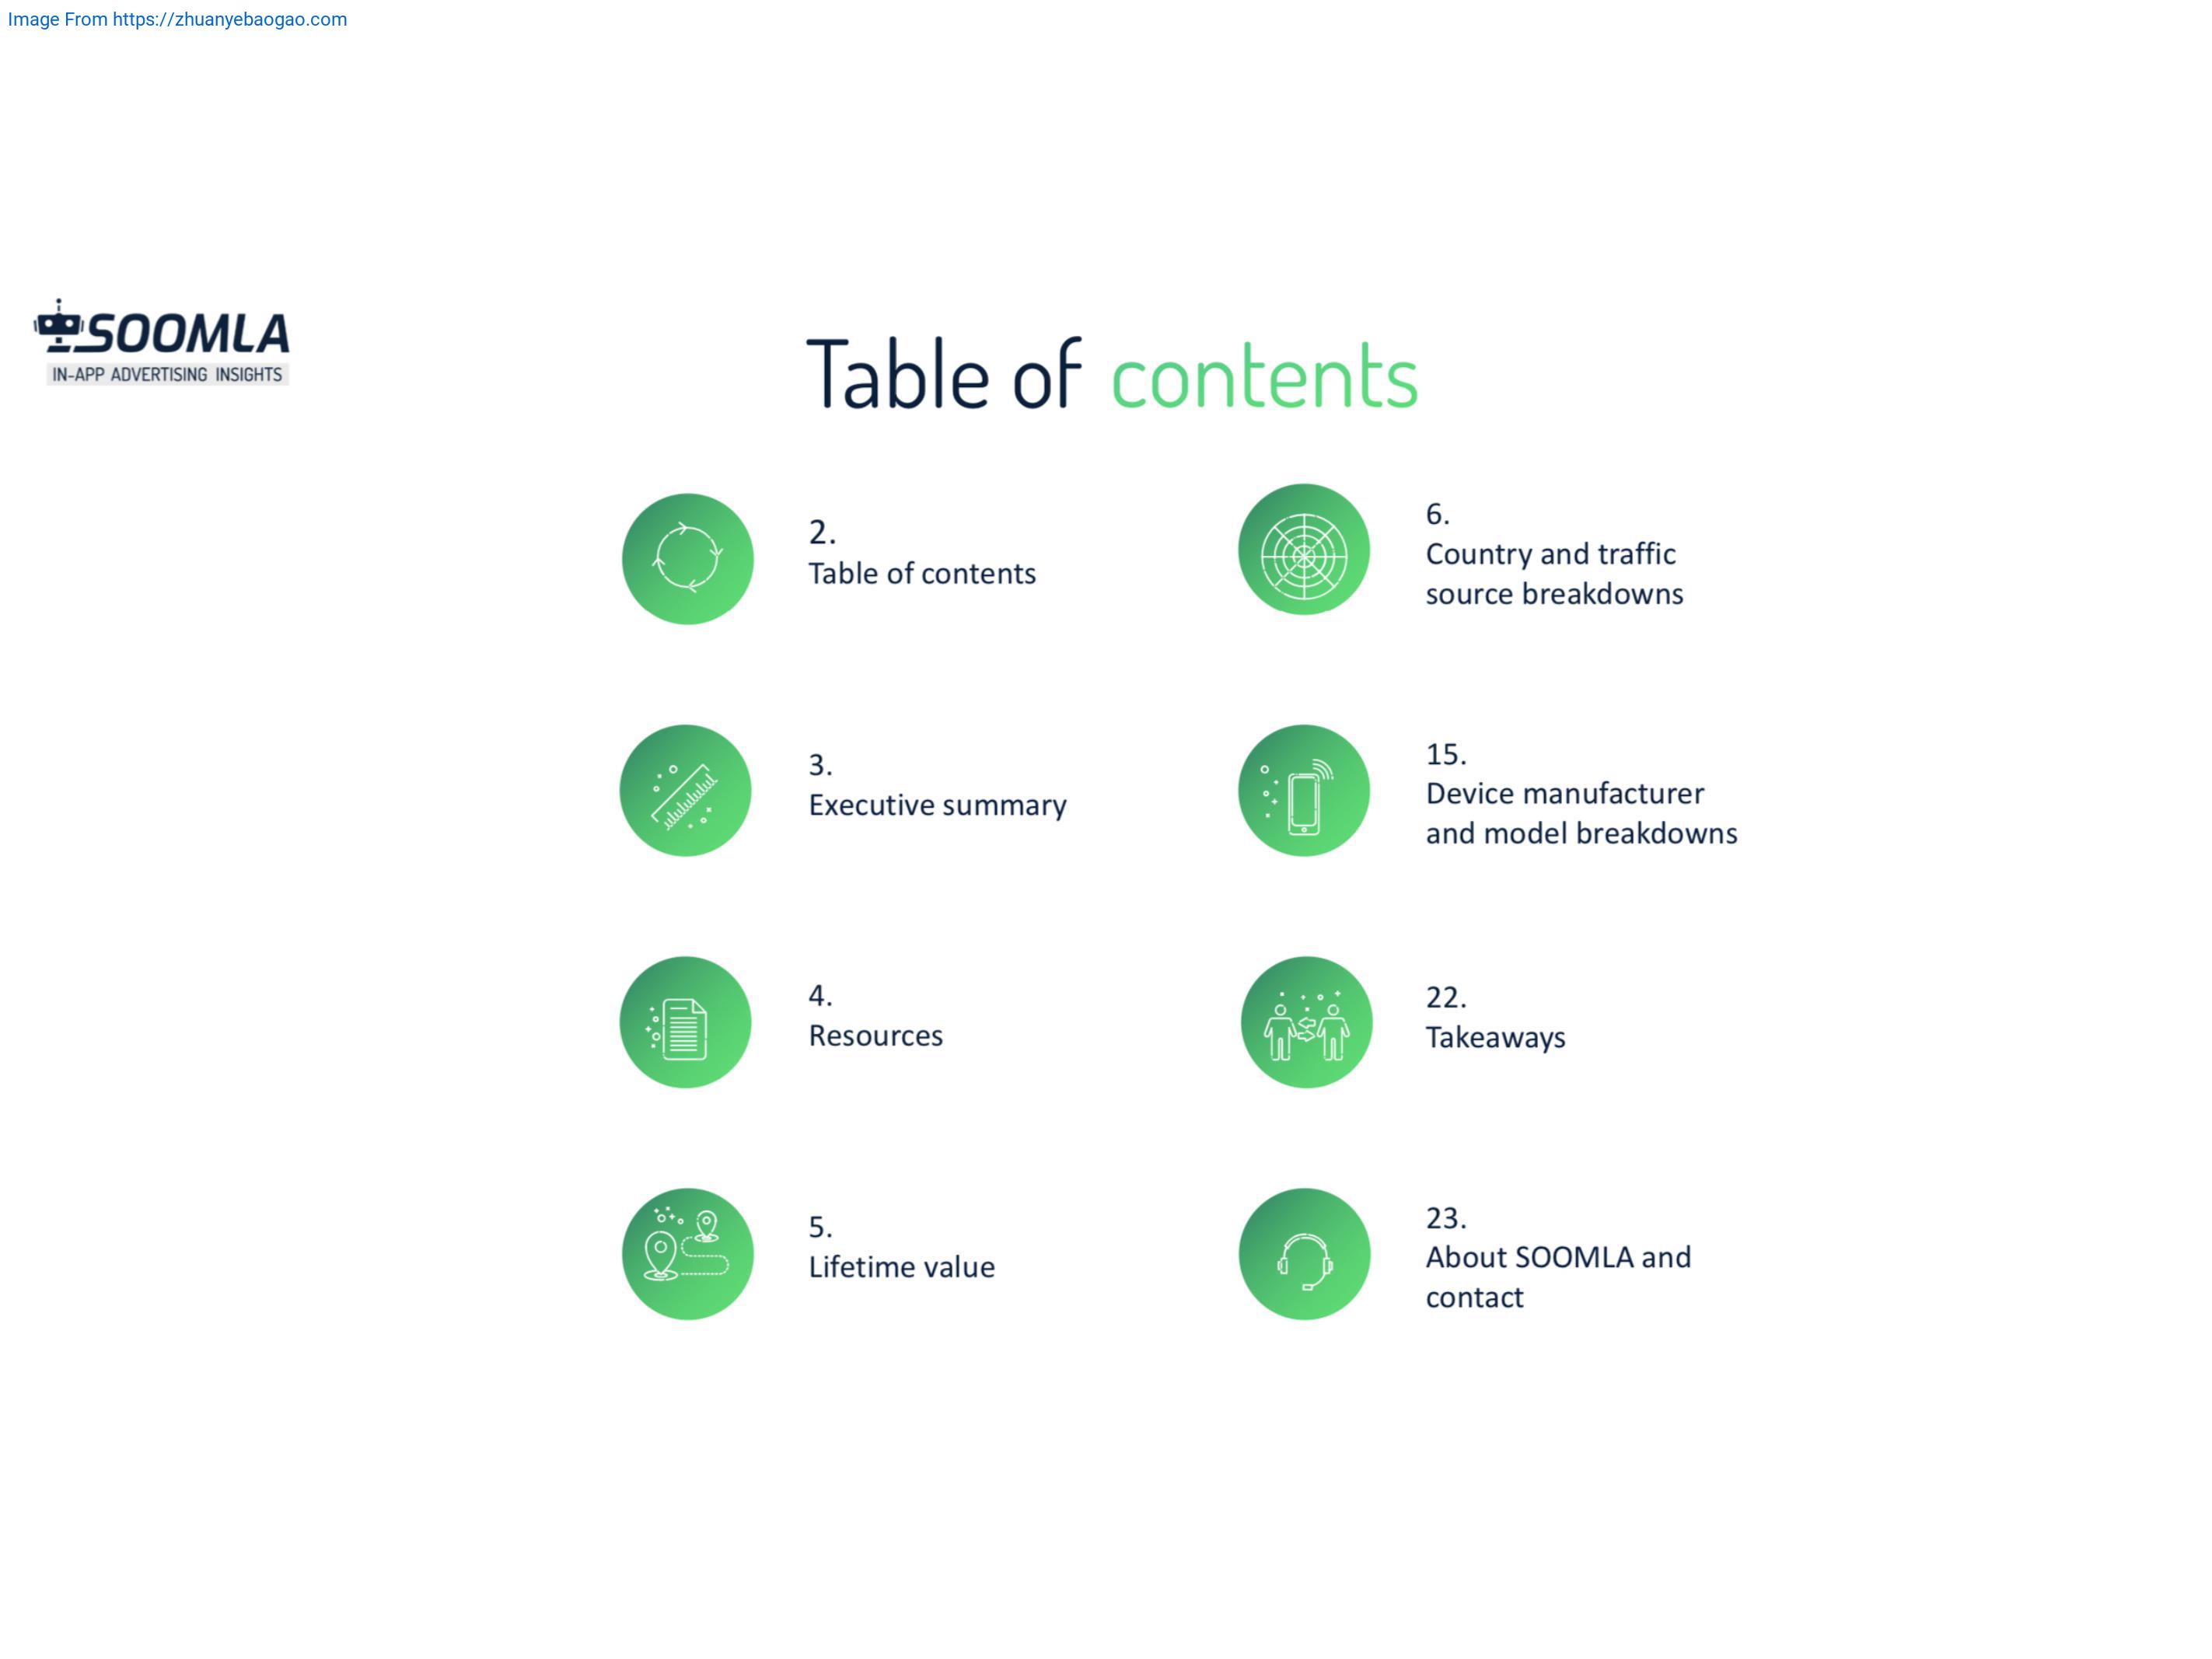 Image From https://zhuanyebaogao.com
SOOMLA
IN-APP ADVERTISING INSIGHTS
Table of contents
2.
Table of contents
3.
Executive summary
4.
Resources
5.
Lifetime value
6.
Country and traffic
source breakdowns
15.
Device manufacturer
and model breakdowns
22.
Takeaways
23.
About SOOMLA and
contact